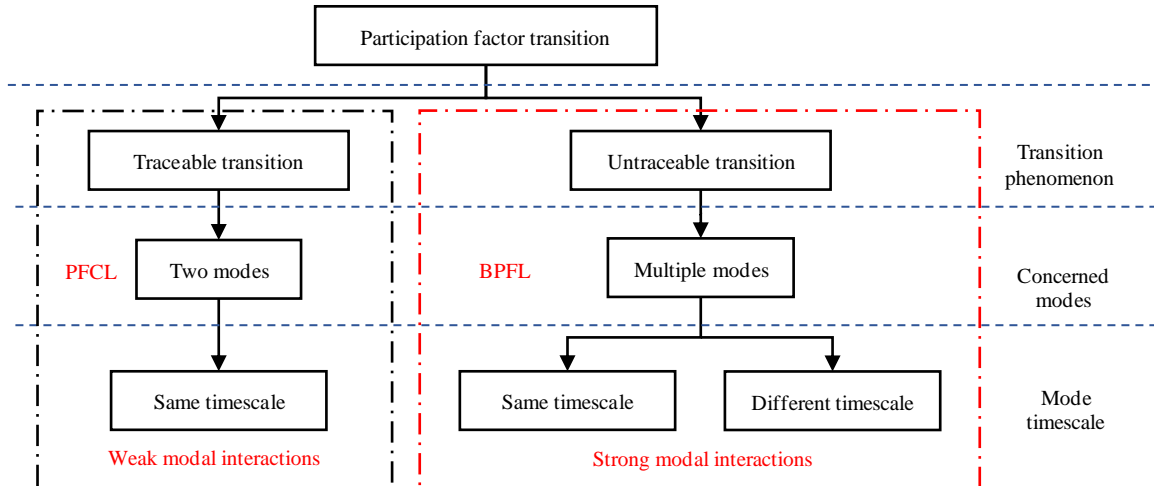 Participation factor transition
Traceable transition
Untraceable transition
Transition
phenomenon
PFCL
Two modes
BPFL
Multiple modes
Concerned
modes
Same timescale
Same timescale
Different timescale
Mode
timescale
Weak modal interactions
Strong modal interactions